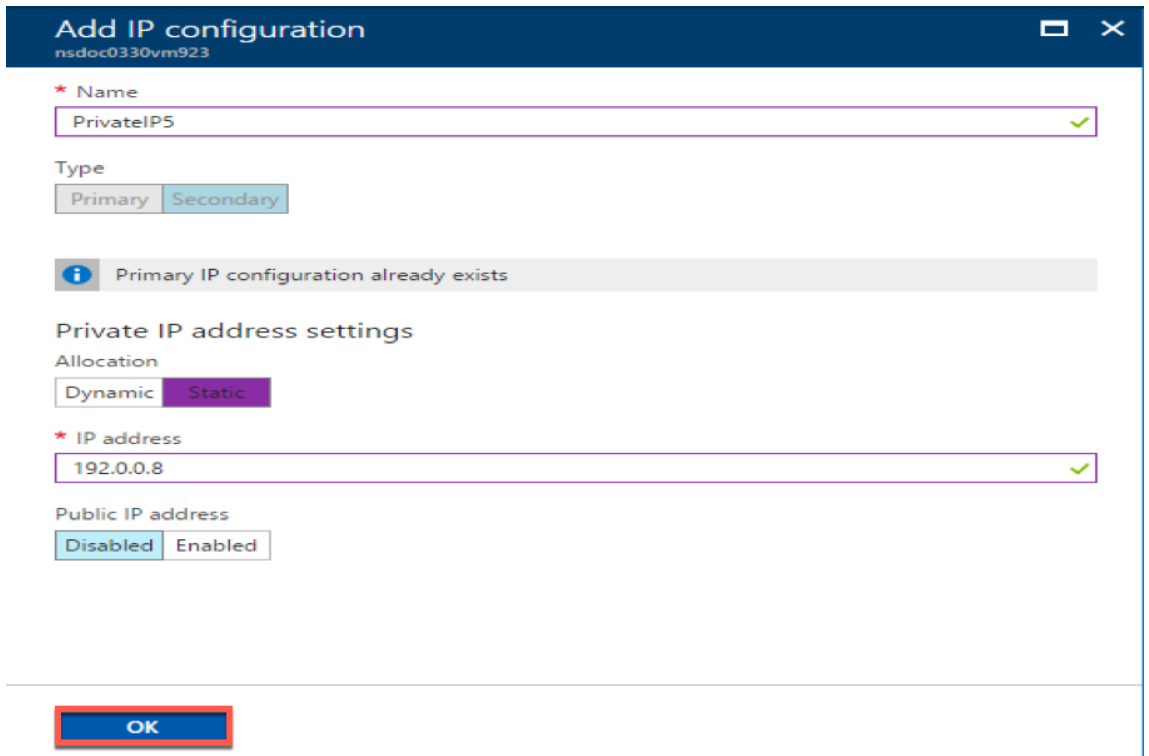 Add IP configuration
nsdoc0330vm923
* Name
PrivateIP5
Type
Primary Secondary
Primary IP configuration already exists
Private IP address settings
Allocation
Dynamic Static
* IP address
192.0.0.8
Public IP address
Disabled Enabled
OK